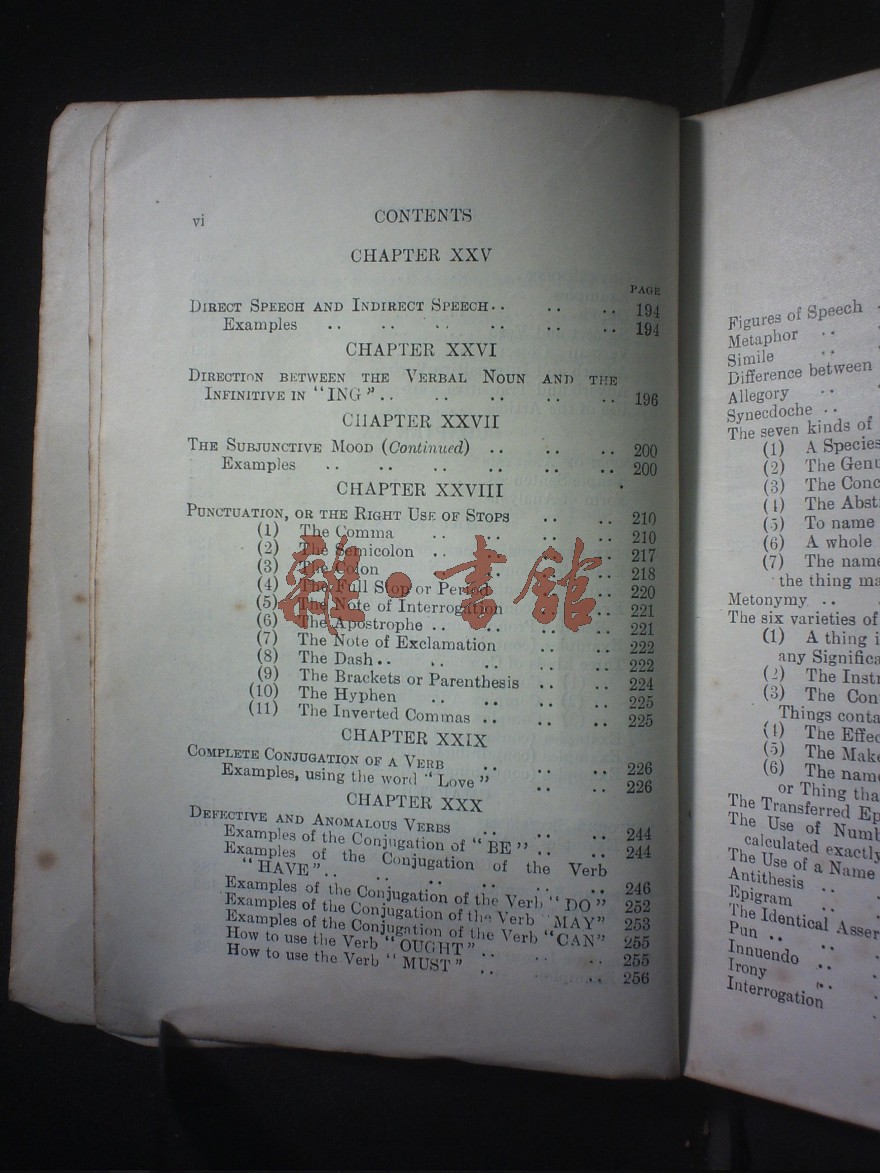 vi CONTENTS
CHAPTER XXV
PAGE
DIRECT SPEECH AND INDIRECT SPEECH.. .. .. 194
Examples .. .. .. .. .. .. 194
CHAPTER XXVI
DIRECTION BETWEEN THE VERBAL NOUN AND THE
INFINITIVE IN "ING".. .. .. .. .. 196
CHAPTER XXVII
THE SUBJUNCTIVE MOOD (Continued) .. .. .. 200
Examples .. .. .. .. .. .. 200
CHAPTER XXVIII
PUNCTUATION, OR THE RIGHT USE OF STOPS .. .. 210
(1) The Comma .. .. .. .. 210
(2) The Semicolon .. .. .. .. 217
(3) The Colon .. .. .. .. 218
(4) The Full Stop or Period .. .. 220
(5) The Note of Interrogation .. .. 221
(6) The Apostrophe .. .. .. .. 221
(7) The Note of Exclamation .. .. 222
(8) The Dash.. .. .. .. .. 222
(9) The Brackets or Parenthesis .. .. 224
(10) The Hyphen .. .. .. .. 225
(11) The Inverted Commas .. .. .. 225
CHAPTER XXIX
COMPLETE CONJUGATION OF A VERB .. .. .. 226
Examples, using the word "Love" .. .. 226
CHAPTER XXX
DEFECTIVE AND ANOMALOUS VERBS .. .. .. 244
Examples of the Conjugation of "BE" .. .. 244
Examples of the Conjugation of the Verb
"HAVE".. .. .. .. .. .. 246
Examples of the Conjugation of the Verb "DO" 252
Examples of the Conjugation of the Verb "MAY" 253
Examples of the Conjugation of the Verb "CAN" 255
How to use the Verb "OUGHT" .. .. .. 255
How to use the Verb "MUST" .. .. .. 256
書館
Figures of Speech
Metaphor ..
Simile ..
Difference between
Allegory ..
Synecdoche ..
The seven kinds of
(1) A Species
(2) The Genu
(3) The Conc
(4) The Abst
(5) To name
(6) A whole
(7) The name
the thing ma
Metonymy ..
The six varieties of
(1) A thing i
any Significa
(2) The Instr
(3) The Con
Things conta
(4) The Effec
(5) The Make
(6) The name
or Thing tha
The Transferred Ep
The Use of Numb
calculated exactly
The Use of a Name
Antithesis ..
Epigram ..
The Identical Asser
Pun .. ..
Innuendo ..
Irony ..
Interrogation